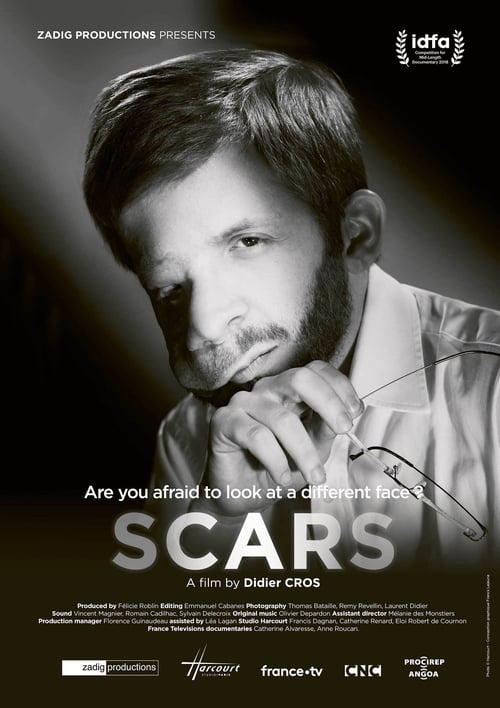 ZADIG PRODUCTIONS PRESENTS
idfa
Competition for
Mid-Length
Documentary 2018
Are you afraid to look at a different face ?
SCARS
A film by Didier CROS
Produced by Félicie Roblin Editing Emmanuel Cabanes Photography Thomas Bataille, Remy Revellin, Laurent Didier
Sound Vincent Magnier, Romain Cadilhac, Sylvain Delecroix Original music Olivier Depardon Assistant director Mélanie des Monstiers
Production manager Florence Guinaudeau assisted by Léa Lagan Studio Harcourt Francis Dagnan, Catherine Renard, Eloi Robert de Cournon
France Televisions documentaries Catherine Alvaresse, Anne Roucan.
zadig productions
Harcourt
STUDIO PARIS
france•tv
CNC
PROCIREP
ANGOA